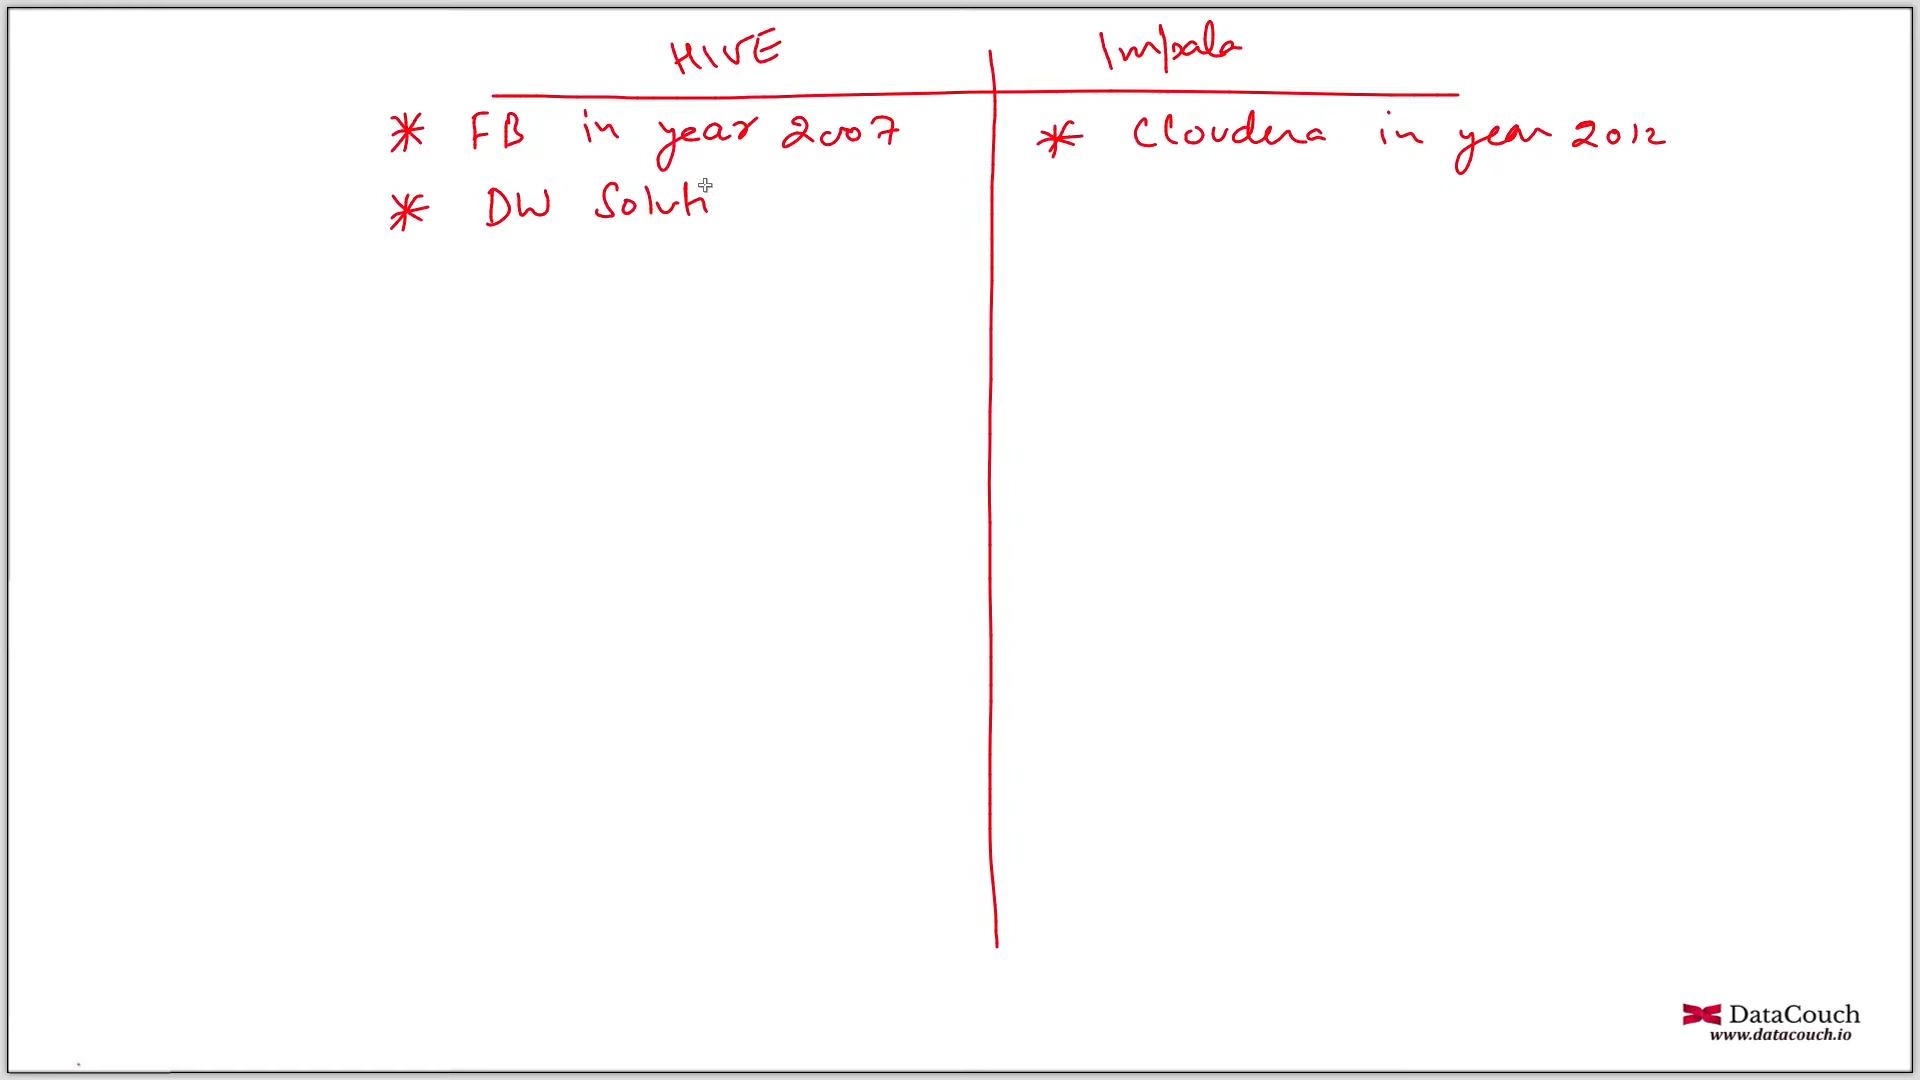 HIVE Impala
* FB in year 2007 * Cloudera in year 2012
* DW Soluti
DataCouch
www.datacouch.io